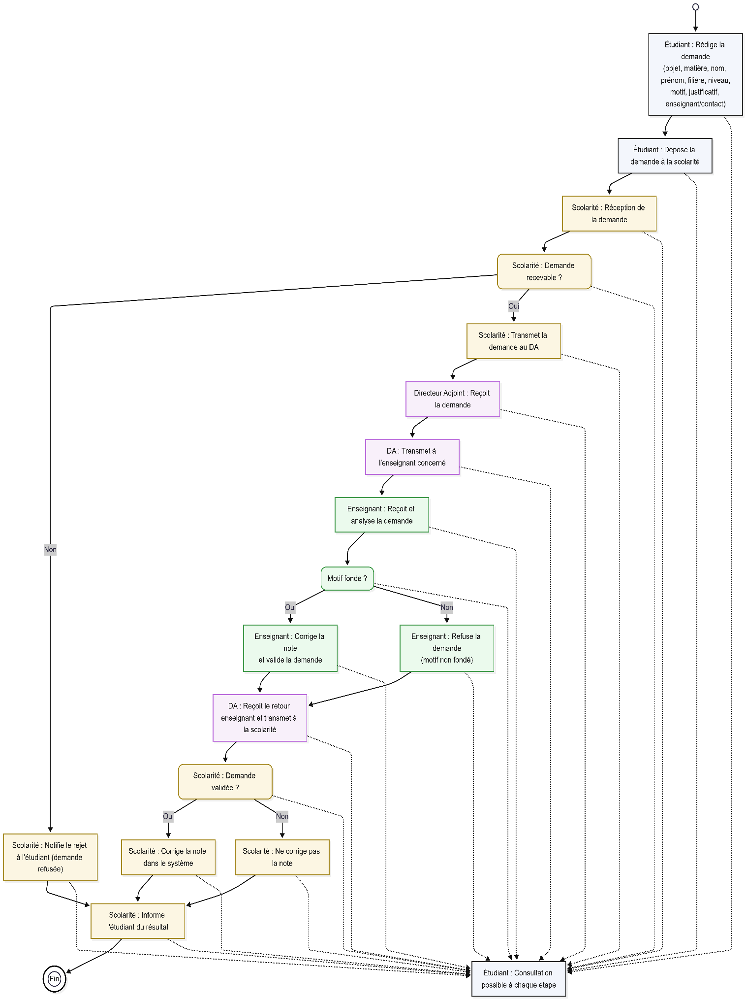 Étudiant : Rédige la
demande
(objet, matière, nom,
prénom, filière, niveau,
motif, justificatif,
enseignant/contact)
Étudiant : Dépose la
demande à la scolarité
Scolarité : Réception de
la demande
Scolarité : Demande
recevable ?
Oui
Scolarité : Transmet la
demande au DA
Directeur Adjoint : Reçoit
la demande
DA : Transmet à
l'enseignant concerné
Enseignant : Reçoit et
analyse la demande
Non
Motif fondé ?
Oui
Non
Enseignant : Corrige la
note
et valide la demande
Enseignant : Refuse la
demande
(motif non fondé)
DA : Reçoit le retour
enseignant et transmet à
la scolarité
Scolarité : Demande
validée ?
Oui
Non
Scolarité : Notifie le rejet
à l'étudiant (demande
refusée)
Scolarité : Corrige la note
dans le système
Scolarité : Ne corrige pas
la note
Scolarité : Informe
l'étudiant du résultat
Fin
Étudiant : Consultation
possible à chaque étape